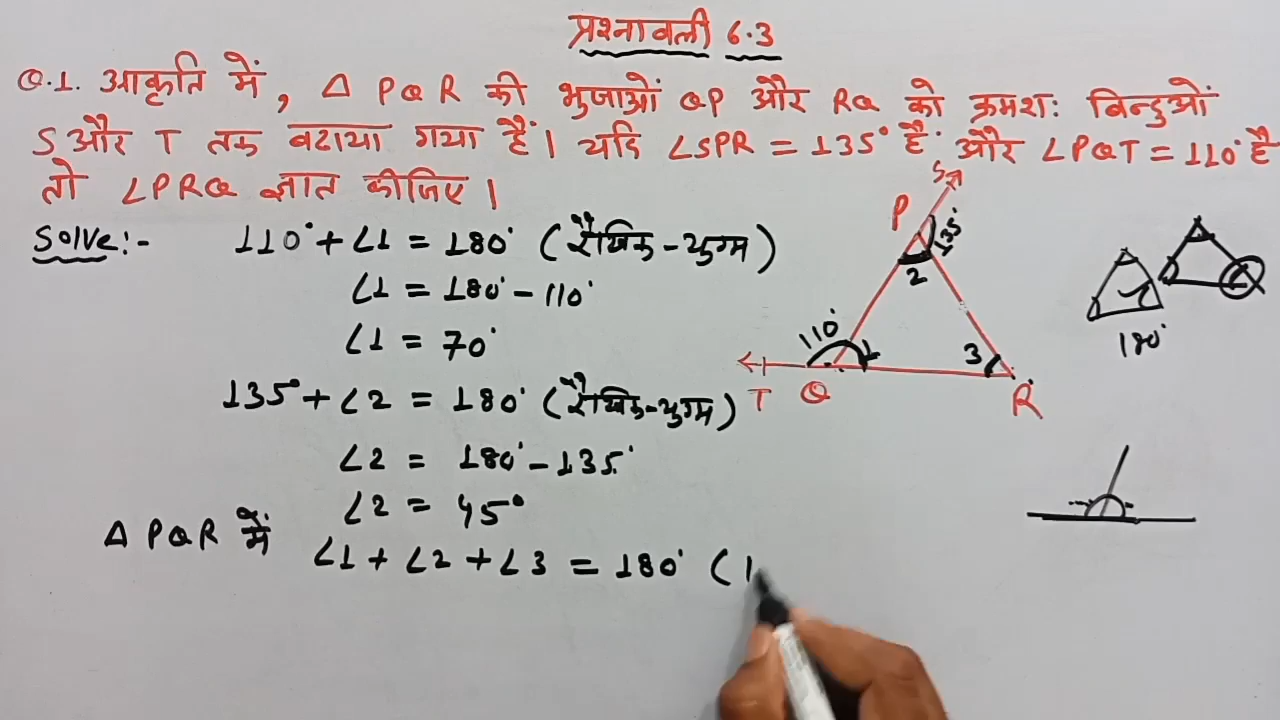 प्रश्नावली 6.3
Q.1. आकृति में, Δ PQR की भुजाओं QP और RQ को क्रमशः बिन्दुओं
S और T तक बढाया गया हैं। यदि ∠SPR = 135° हैं और ∠PQT = 110° है
तो ∠PRQ ज्ञात कीजिए।
Solve:-
110° + ∠1 = 180° (रैखिक-युग्म)
∠1 = 180° - 110°
∠1 = 70°
135° + ∠2 = 180° (रैखिक-युग्म)
∠2 = 180° - 135°
∠2 = 45°
Δ PQR में
∠1 + ∠2 + ∠3 = 180° (
S
P
135°
2
110°
1
3
T
Q
R
180°